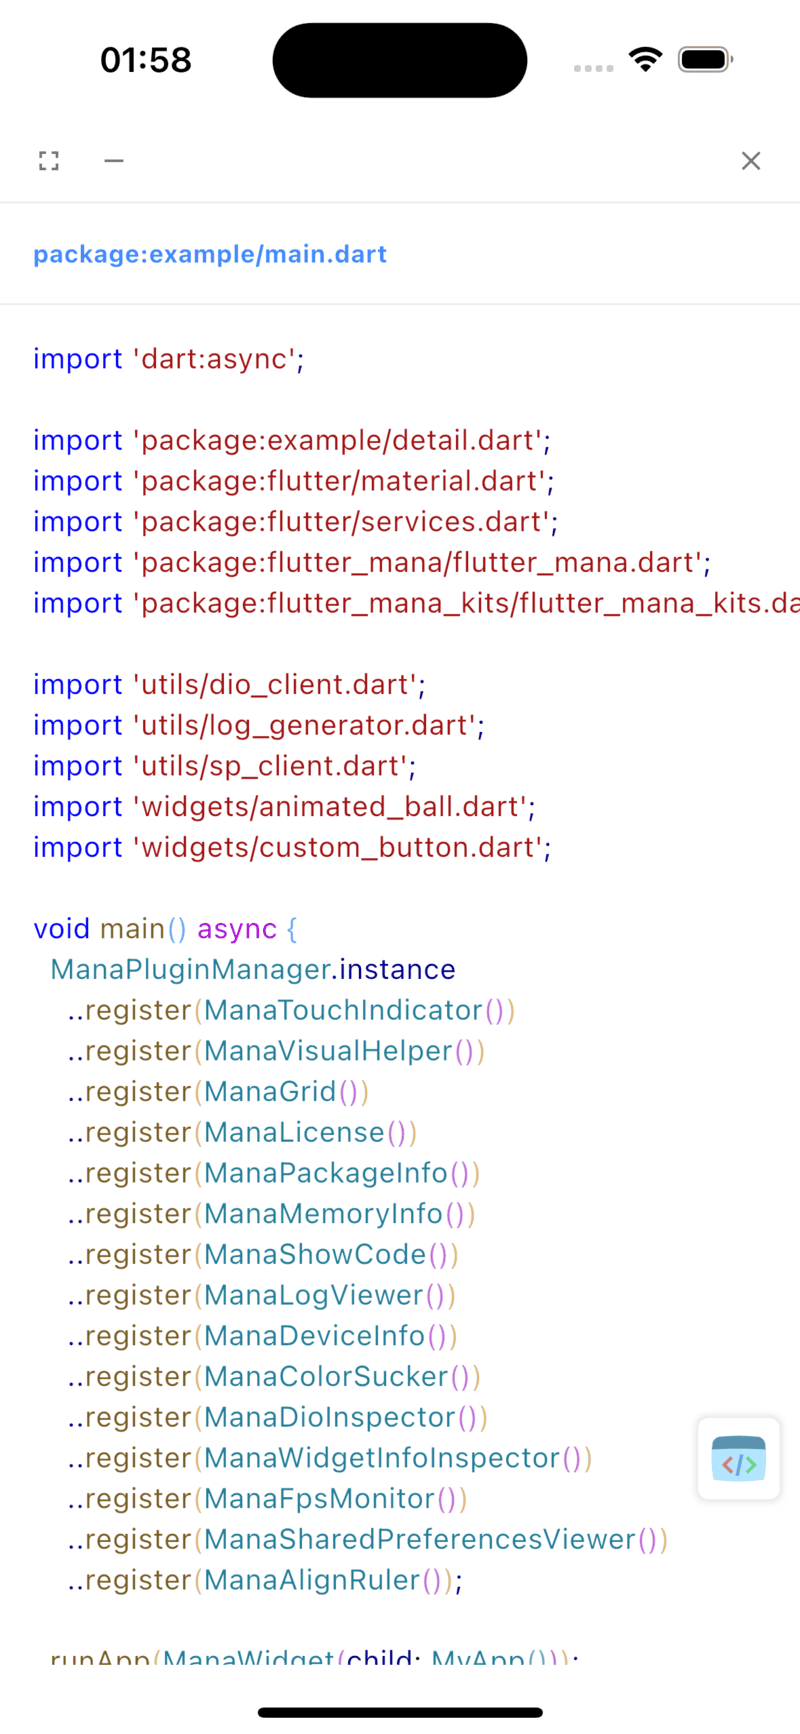 01:58
package:example/main.dart
import 'dart:async';
import 'package:example/detail.dart';
import 'package:flutter/material.dart';
import 'package:flutter/services.dart';
import 'package:flutter_mana/flutter_mana.dart';
import 'package:flutter_mana_kits/flutter_mana_kits.da
import 'utils/dio_client.dart';
import 'utils/log_generator.dart';
import 'utils/sp_client.dart';
import 'widgets/animated_ball.dart';
import 'widgets/custom_button.dart';
void main() async {
  ManaPluginManager.instance
    ..register(ManaTouchIndicator())
    ..register(ManaVisualHelper())
    ..register(ManaGrid())
    ..register(ManaLicense())
    ..register(ManaPackageInfo())
    ..register(ManaMemoryInfo())
    ..register(ManaShowCode())
    ..register(ManaLogViewer())
    ..register(ManaDeviceInfo())
    ..register(ManaColorSucker())
    ..register(ManaDioInspector())
    ..register(ManaWidgetInfoInspector())
    ..register(ManaFpsMonitor())
    ..register(ManaSharedPreferencesViewer())
    ..register(ManaAlignRuler());
  runApp(ManaWidget(child: MyApp()));